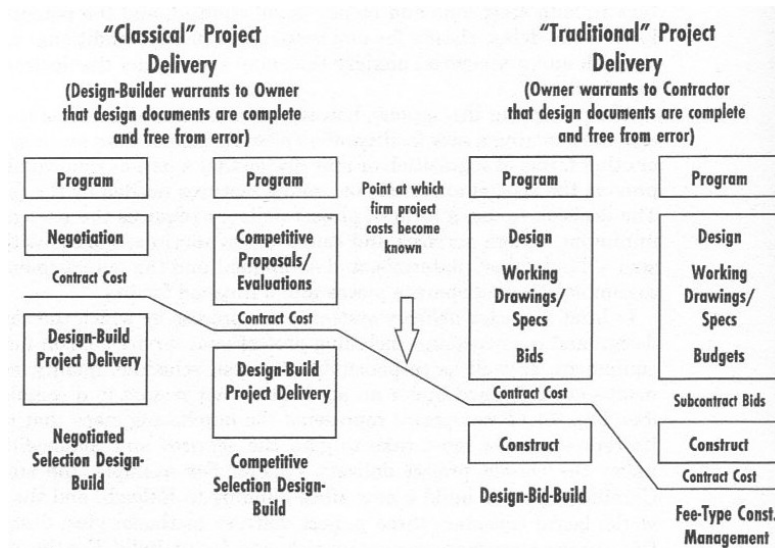 "Classical" Project
Delivery
(Design-Builder warrants to Owner
that design documents are complete
and free from error)
"Traditional" Project
Delivery
(Owner warrants to Contractor
that design documents are complete
and free from error)
Program
Negotiation
Contract Cost
Design-Build
Project Delivery
Negotiated
Selection Design-
Build
Program
Competitive
Proposals/
Evaluations
Contract Cost
Design-Build
Project Delivery
Competitive
Selection Design-
Build
Point at which
firm project
costs become
known
Program
Design
Working
Drawings/
Specs
Bids
Contract Cost
Construct
Design-Bid-Build
Program
Design
Working
Drawings/
Specs
Budgets
Subcontract Bids
Construct
Contract Cost
Fee-Type Const.
Management